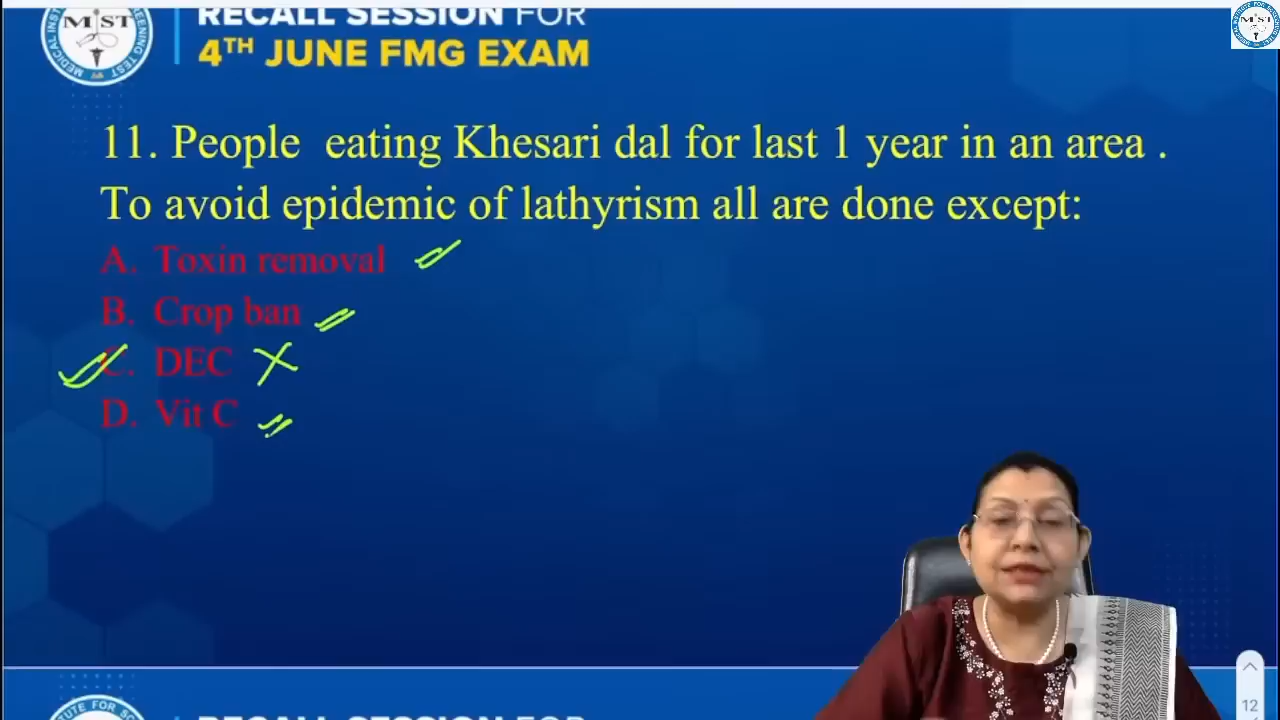 RECALL SESSION FOR
4TH JUNE FMG EXAM
MIST
11. People eating Khesari dal for last 1 year in an area .
To avoid epidemic of lathyrism all are done except:
A. Toxin removal
B. Crop ban
C. DEC
D. Vit C
12
RECALL SESSION FOR